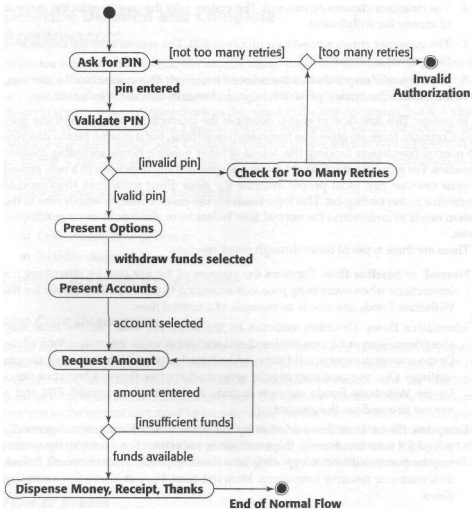 [not too many retries]
[too many retries]
Ask for PIN
Invalid
Authorization
pin entered
Validate PIN
[invalid pin]
Check for Too Many Retries
[valid pin]
Present Options
withdraw funds selected
Present Accounts
account selected
Request Amount
amount entered
[insufficient funds]
funds available
Dispense Money, Receipt, Thanks
End of Normal Flow